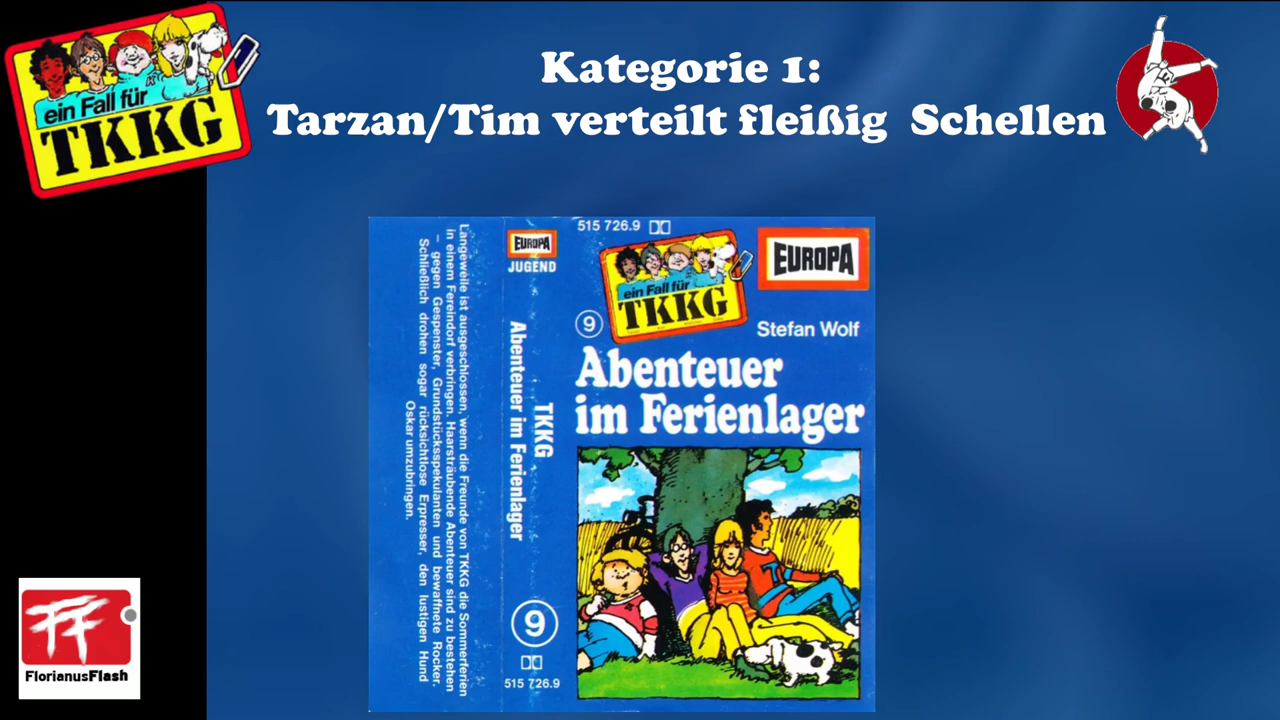 ein Fall für
TKKG
Kategorie 1:
Tarzan/Tim verteilt fleißig Schellen
Langeweile ist ausgeschlossen, wenn die Freunde von TKKG die Sommerferien
in einem Fereindorf verbringen. Haarsträubende Abenteuer sind zu bestehen
– gegen Gespenster, Grundstücksspekulanten und bewaffnete Rocker.
Schließlich drohen sogar rücksichtlose Erpresser, den lustigen Hund
Oskar umzubringen.
EUROPA
JUGEND
TKKG
Abenteuer im Ferienlager
9
515 726.9
515 726.9
ein Fall für
TKKG
EUROPA
9
Stefan Wolf
Abenteuer
im Ferienlager
T
FF
FlorianusFlash